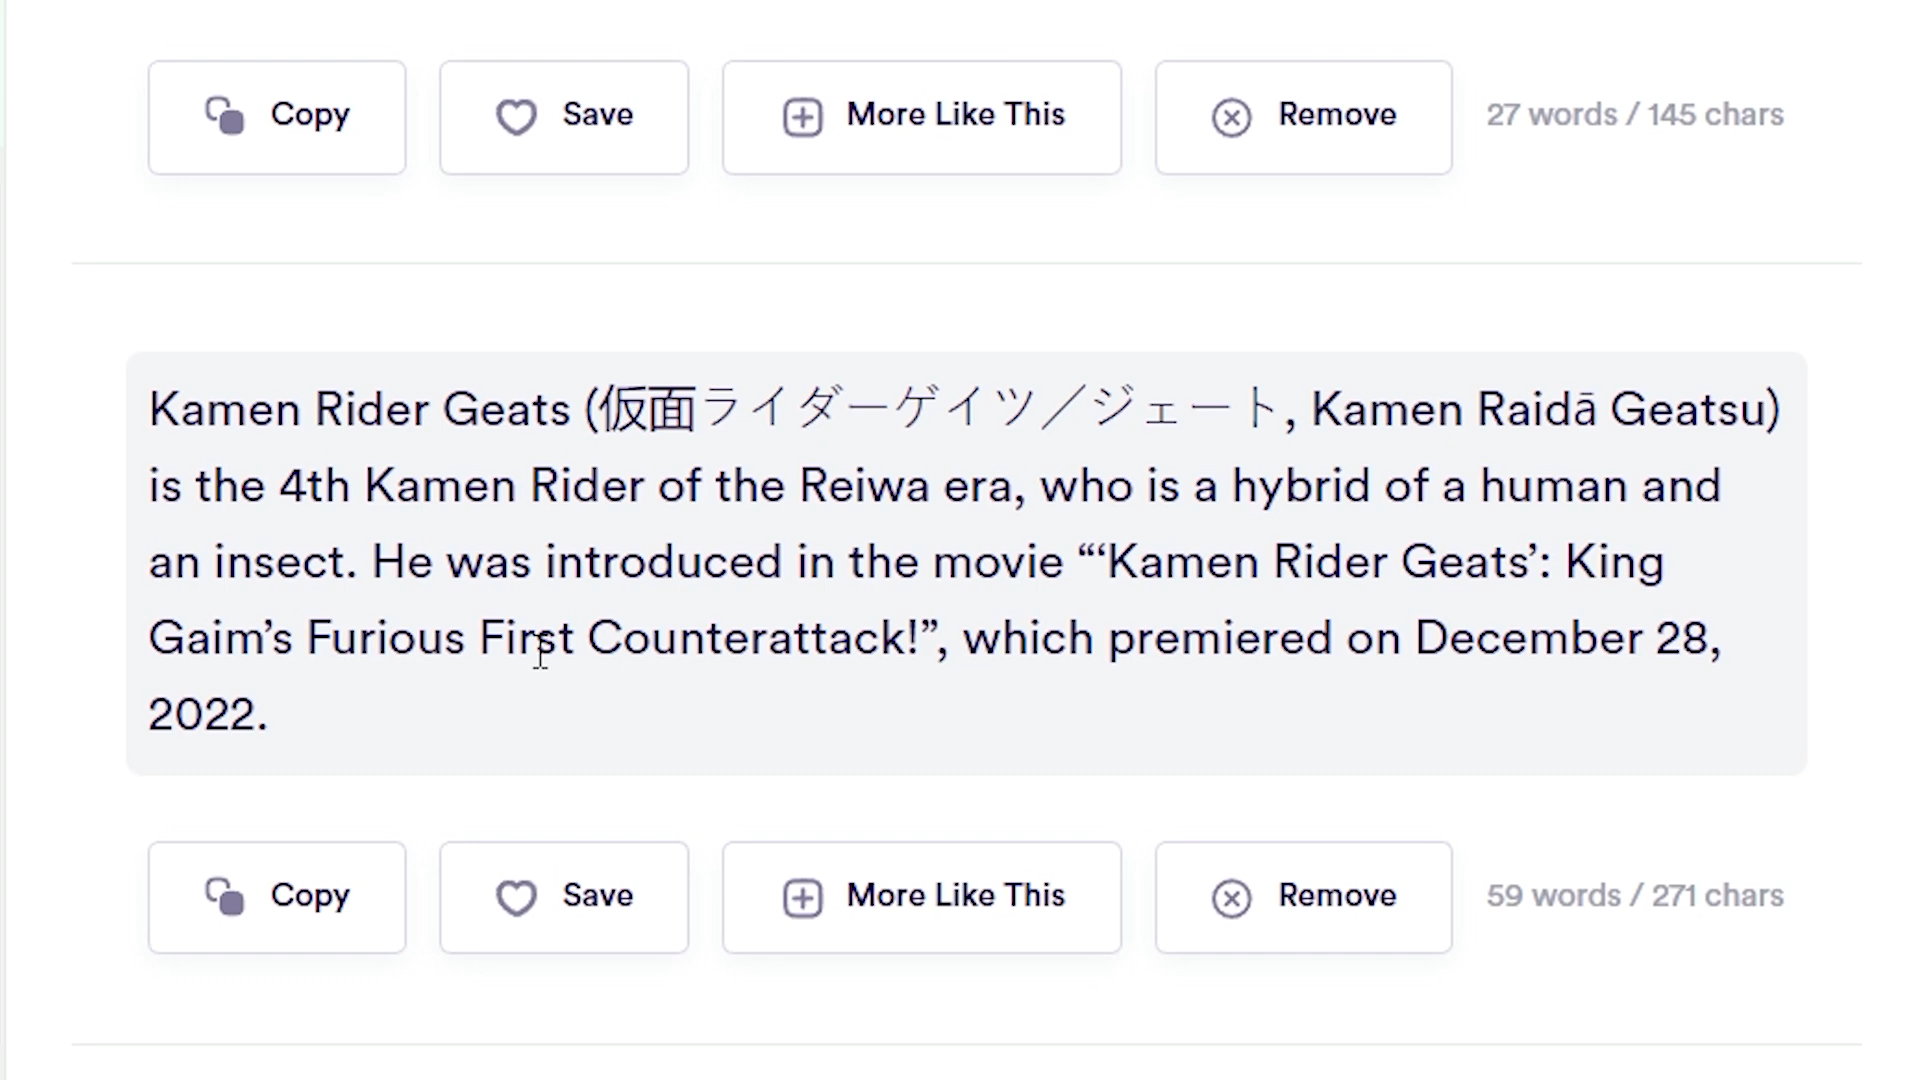 Copy Save More Like This Remove 27 words / 145 chars
Kamen Rider Geats (仮面ライダーゲイツ／ジェート, Kamen Raidā Geatsu)
is the 4th Kamen Rider of the Reiwa era, who is a hybrid of a human and
an insect. He was introduced in the movie “‘Kamen Rider Geats’: King
Gaim’s Furious First Counterattack!”, which premiered on December 28,
2022.
Copy Save More Like This Remove 59 words / 271 chars